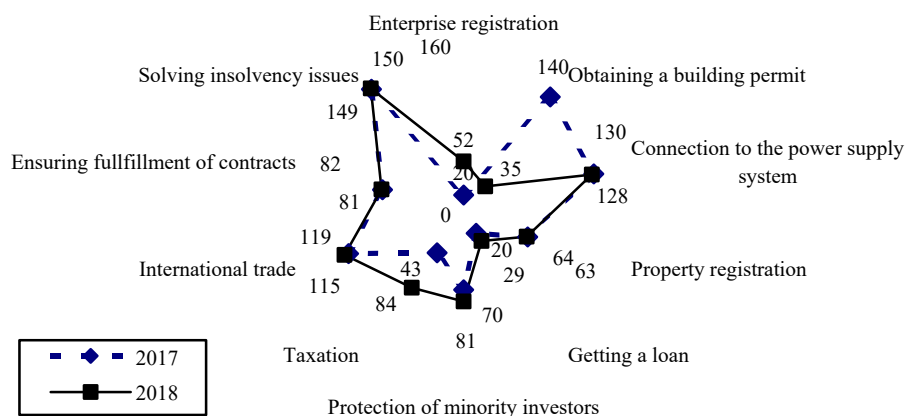 Enterprise registration
160
150
Solving insolvency issues
140
Obtaining a building permit
149
130
52
Connection to the power supply
system
82
Ensuring fullfillment of contracts
20
35
128
81
0
119
20
64
International trade
43
29
63
Property registration
115
84
70
81
Taxation
Getting a loan
2017
2018
Protection of minority investors